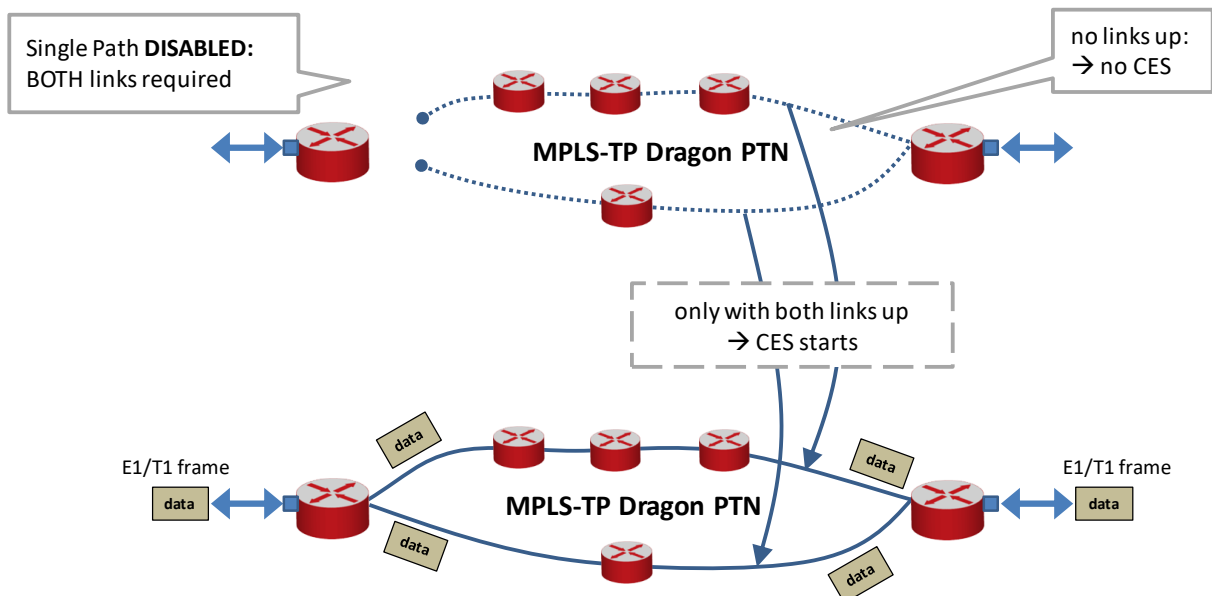 Single Path DISABLED:
BOTH links required
no links up:
→ no CES
MPLS-TP Dragon PTN
only with both links up
→ CES starts
data
data
E1/T1 frame
data
MPLS-TP Dragon PTN
E1/T1 frame
data
data
data